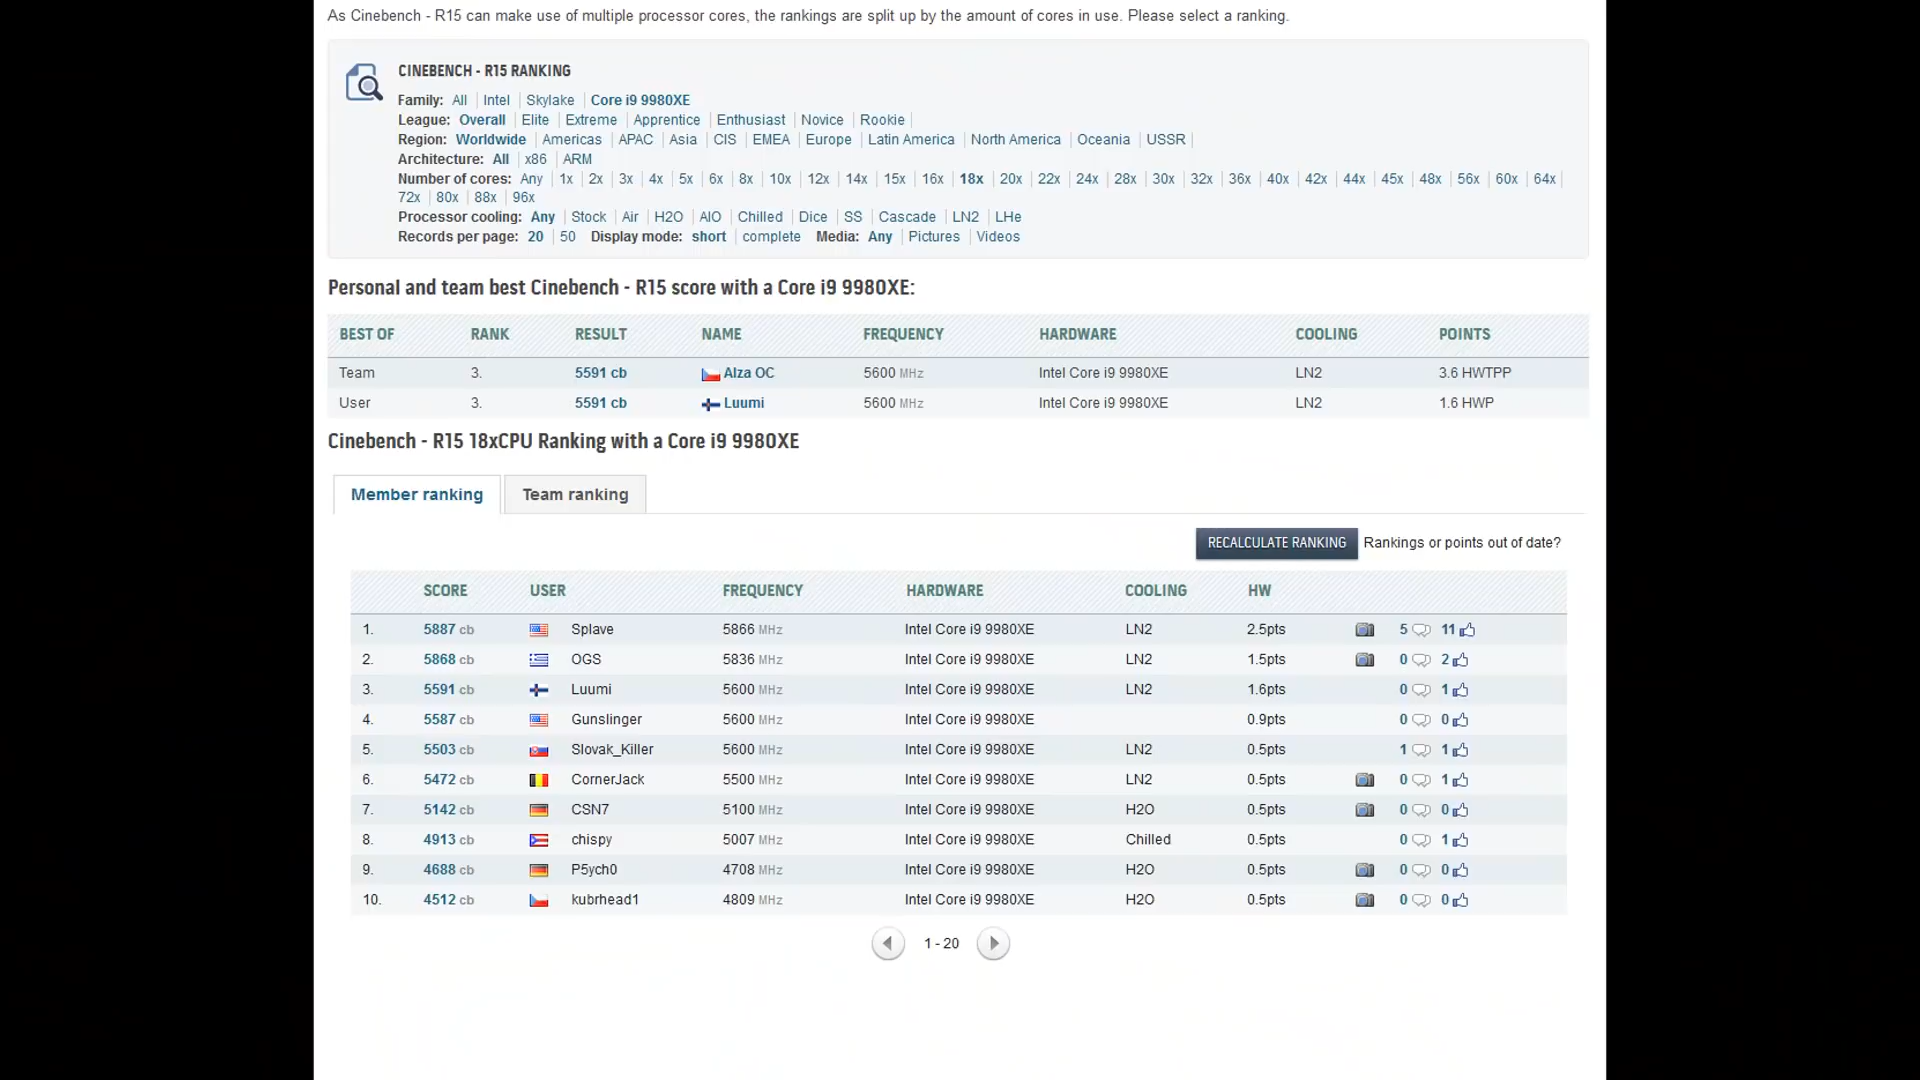 As Cinebench - R15 can make use of multiple processor cores, the rankings are split up by the amount of cores in use. Please select a ranking.
CINEBENCH - R15 RANKING
Family: All Intel Skylake Core i9 9980XE
League: Overall Elite Extreme Apprentice Enthusiast Novice Rookie
Region: Worldwide Americas APAC Asia CIS EMEA Europe Latin America North America Oceania USSR
Architecture: All x86 ARM
Number of cores: Any 1x 2x 3x 4x 5x 6x 8x 10x 12x 14x 15x 16x 18x 20x 22x 24x 28x 30x 32x 36x 40x 42x 44x 45x 48x 56x 60x 64x
72x 80x 88x 96x
Processor cooling: Any Stock Air H2O AIO Chilled Dice SS Cascade LN2 LHe
Records per page: 20 50 Display mode: short complete Media: Any Pictures Videos
Personal and team best Cinebench - R15 score with a Core i9 9980XE:
BEST OF RANK RESULT NAME FREQUENCY HARDWARE COOLING POINTS
Team 3. 5591 cb Alza OC 5600 MHz Intel Core i9 9980XE LN2 3.6 HWTPP
User 3. 5591 cb Luumi 5600 MHz Intel Core i9 9980XE LN2 1.6 HWP
Cinebench - R15 18xCPU Ranking with a Core i9 9980XE
Member ranking Team ranking
RECALCULATE RANKING Rankings or points out of date?
SCORE USER FREQUENCY HARDWARE COOLING HW
1. 5887 cb Splave 5866 MHz Intel Core i9 9980XE LN2 2.5pts 5 11
2. 5868 cb OGS 5836 MHz Intel Core i9 9980XE LN2 1.5pts 0 2
3. 5591 cb Luumi 5600 MHz Intel Core i9 9980XE LN2 1.6pts 0 1
4. 5587 cb Gunslinger 5600 MHz Intel Core i9 9980XE 0.9pts 0 0
5. 5503 cb Slovak_Killer 5600 MHz Intel Core i9 9980XE LN2 0.5pts 1 1
6. 5472 cb CornerJack 5500 MHz Intel Core i9 9980XE LN2 0.5pts 0 1
7. 5142 cb CSN7 5100 MHz Intel Core i9 9980XE H2O 0.5pts 0 0
8. 4913 cb chispy 5007 MHz Intel Core i9 9980XE Chilled 0.5pts 0 1
9. 4688 cb P5ych0 4708 MHz Intel Core i9 9980XE H2O 0.5pts 0 0
10. 4512 cb kubrhead1 4809 MHz Intel Core i9 9980XE H2O 0.5pts 0 0
1 - 20